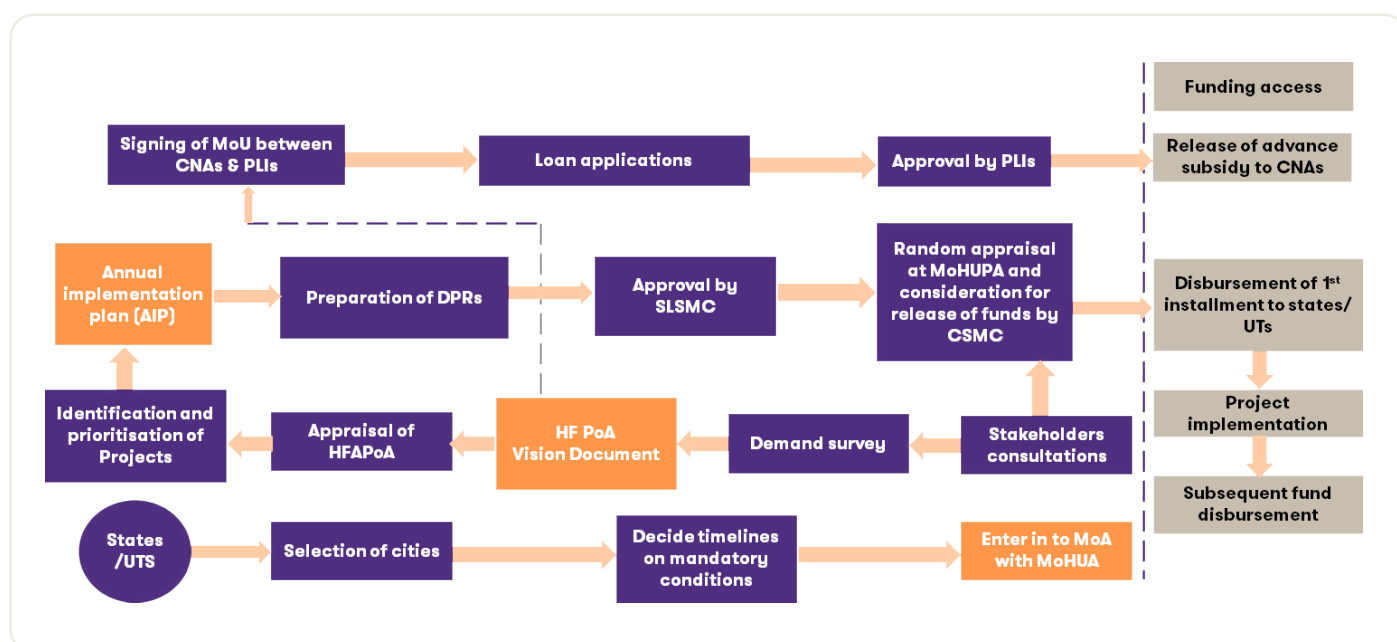 Funding access
Signing of MoU between
CNAs & PLIs
Loan applications
Approval by PLIs
Release of advance
subsidy to CNAs
Annual
implementation
plan (AIP)
Preparation of DPRs
Approval by
SLSMC
Random appraisal
at MoHUPA and
consideration for
release of funds by
CSMC
Disbursement of 1st
installment to states/
UTs
Identification and
prioritisation of
Projects
Appraisal of
HFAPoA
HF PoA
Vision Document
Demand survey
Stakeholders
consultations
Project
implementation
Subsequent fund
disbursement
States
/UTS
Selection of cities
Decide timelines
on mandatory
conditions
Enter in to MoA
with MoHUA